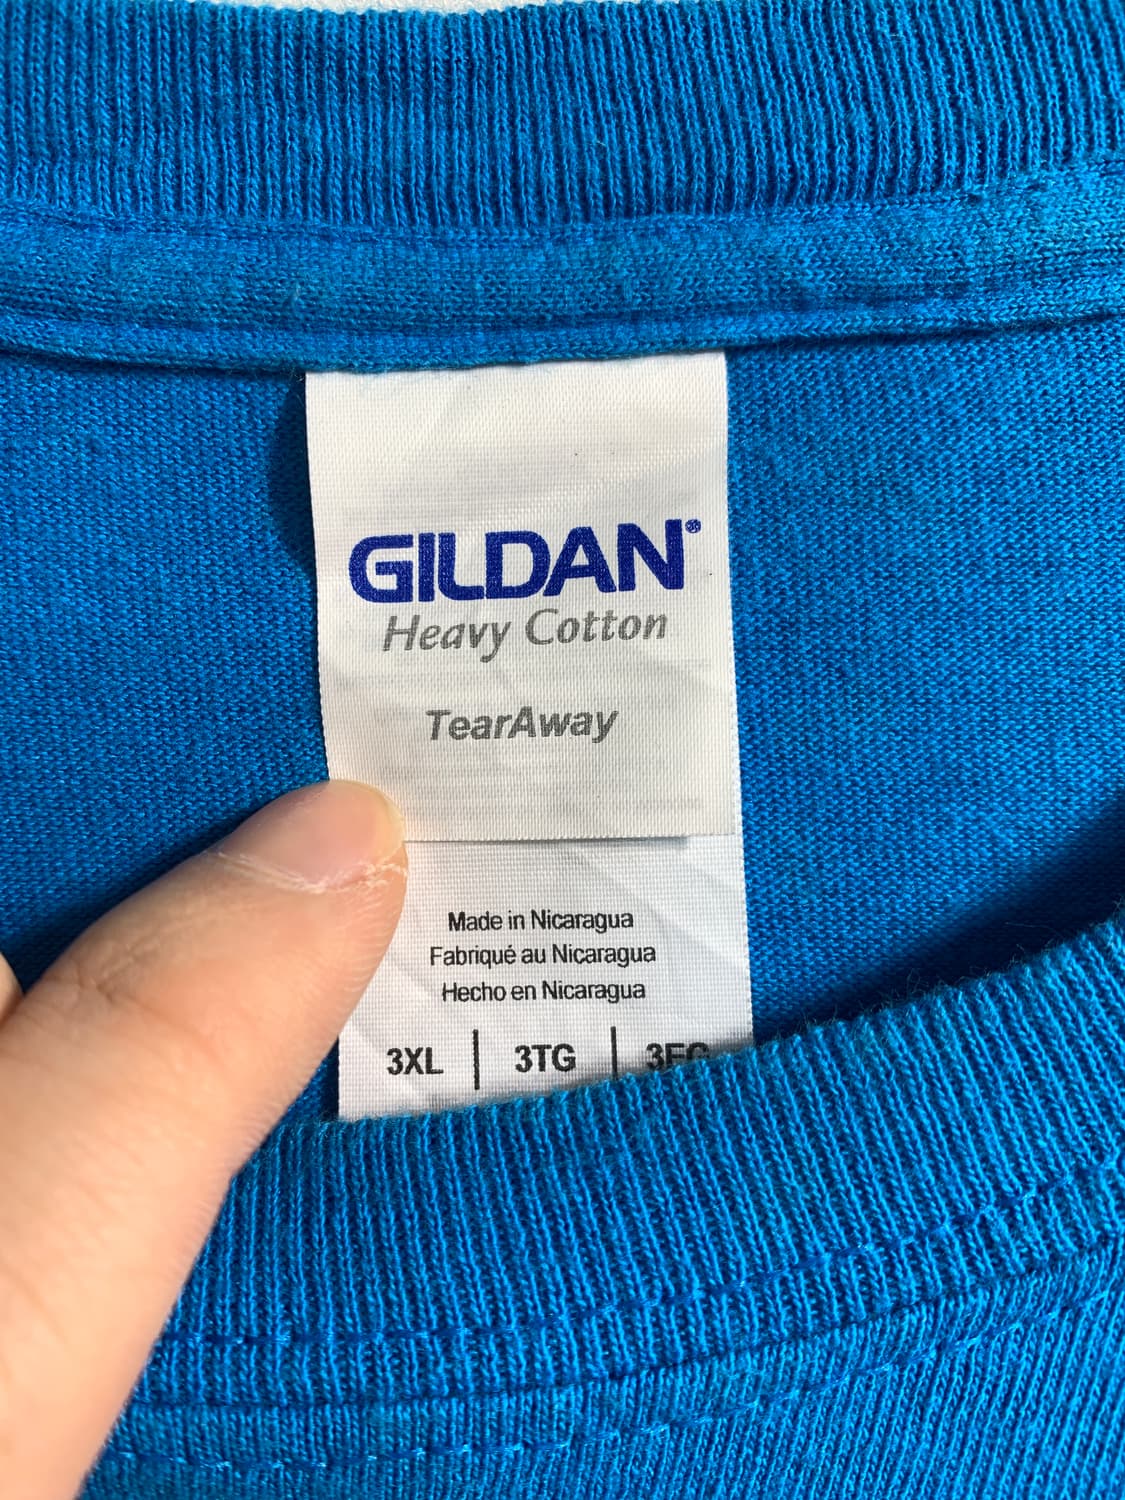 GILDAN®
Heavy Cotton
TearAway
Made in Nicaragua
Fabriqué au Nicaragua
Hecho en Nicaragua
3XL | 3TG |